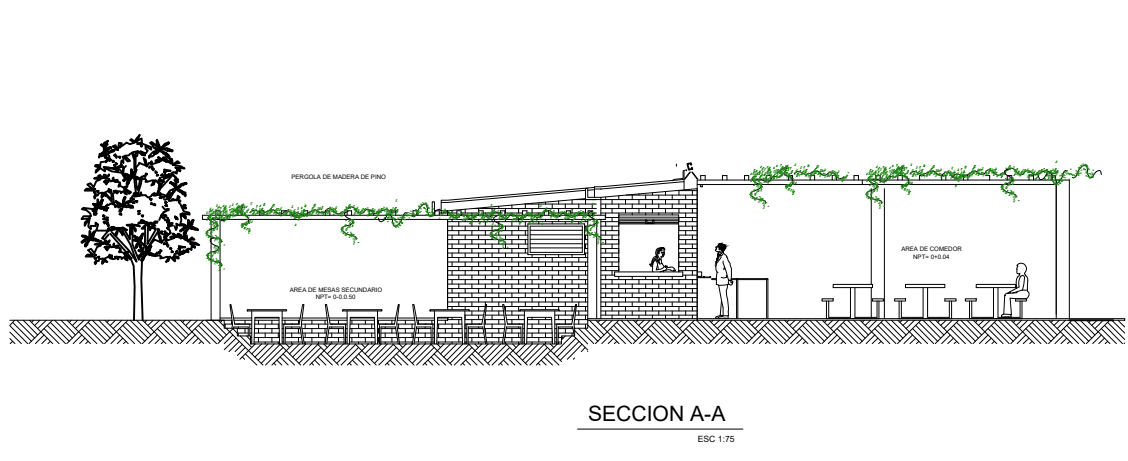 PERGOLA DE MADERA DE PINO
AREA DE COMEDOR
NPT= 0+0.04
AREA DE MESAS SECUNDARIO
NPT= 0-0.0.50
SECCION A-A
ESC 1:75